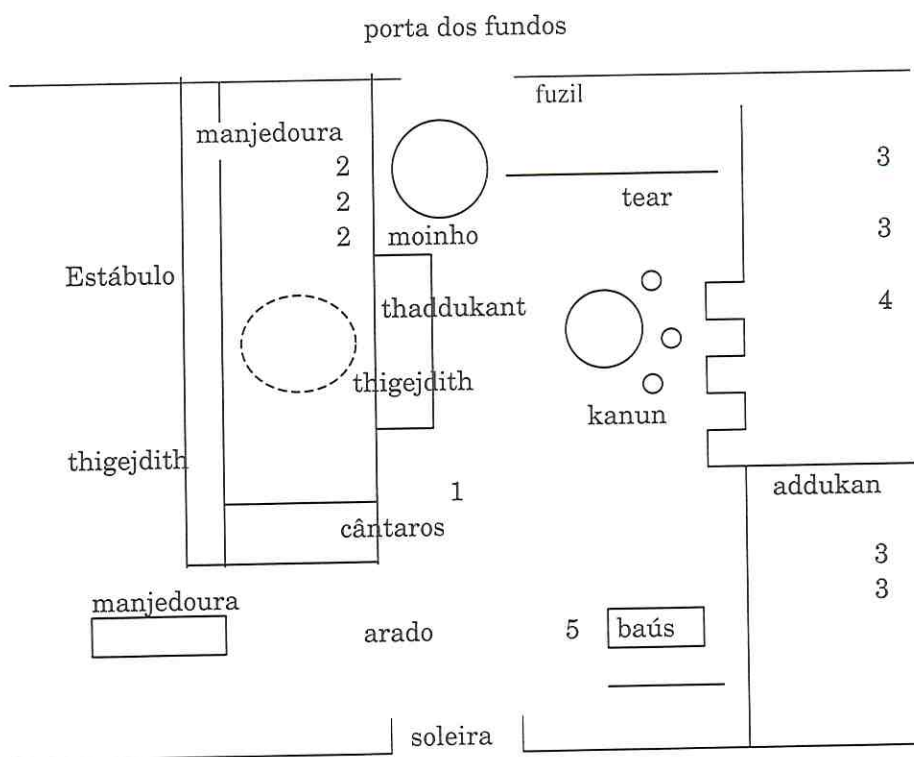 porta dos fundos
fuzil
manjedoura
2
3
tear
2
3
2
moinho
Estábulo
thaddukant
4
thigejdith
kanun
thigejdith
1
addukan
cântaros
3
3
manjedoura
arado
5
baús
soleira